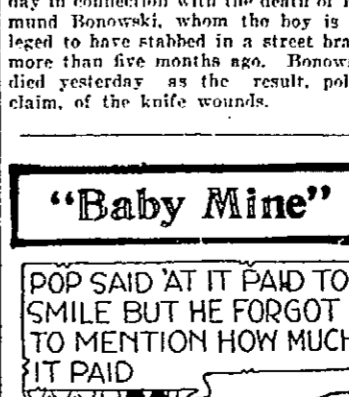 day in connection with the death of
mund Bonowski, whom the boy is
leged to have stabbed in a street bra
more than five months ago. Bonow
died yesterday as the result, pol
claim, of the knife wounds.
"Baby Mine"
POP SAID 'AT IT PAID TO
SMILE BUT HE FORGOT
TO MENTION HOW MUCH
IT PAID